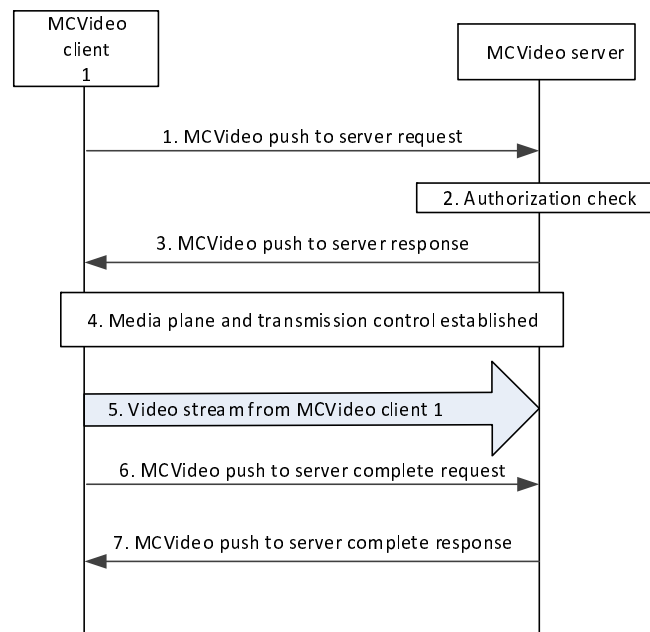 MCVideo
client
1
MCVideo server
1. MCVideo push to server request
2. Authorization check
3. MCVideo push to server response
4. Media plane and transmission control established
5. Video stream from MCVideo client 1
6. MCVideo push to server complete request
7. MCVideo push to server complete response